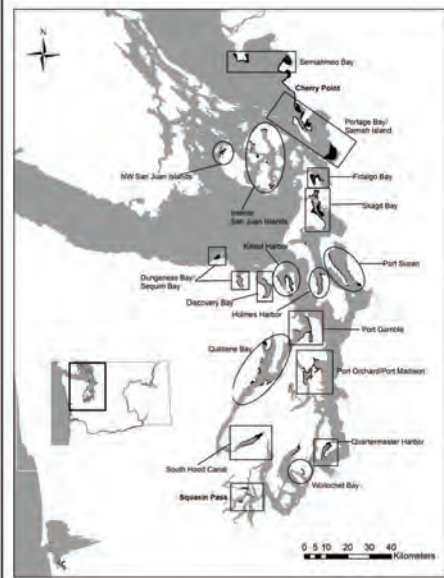 N
Semiahmoo Bay
Cherry Point
Portage Bay/
Samish Island
NW San Juan Islands
Fidalgo Bay
Interior
San Juan Islands
Skagit Bay
Kilisut Harbor
Port Susan
Dungeness Bay/
Sequim Bay
Discovery Bay
Holmes Harbor
Port Gamble
Quilcene Bay
Port Orchard/Port Madison
Quartermaster Harbor
South Hood Canal
Wollochet Bay
Squaxin Pass
0 5 10 20 30 40
Kilometers